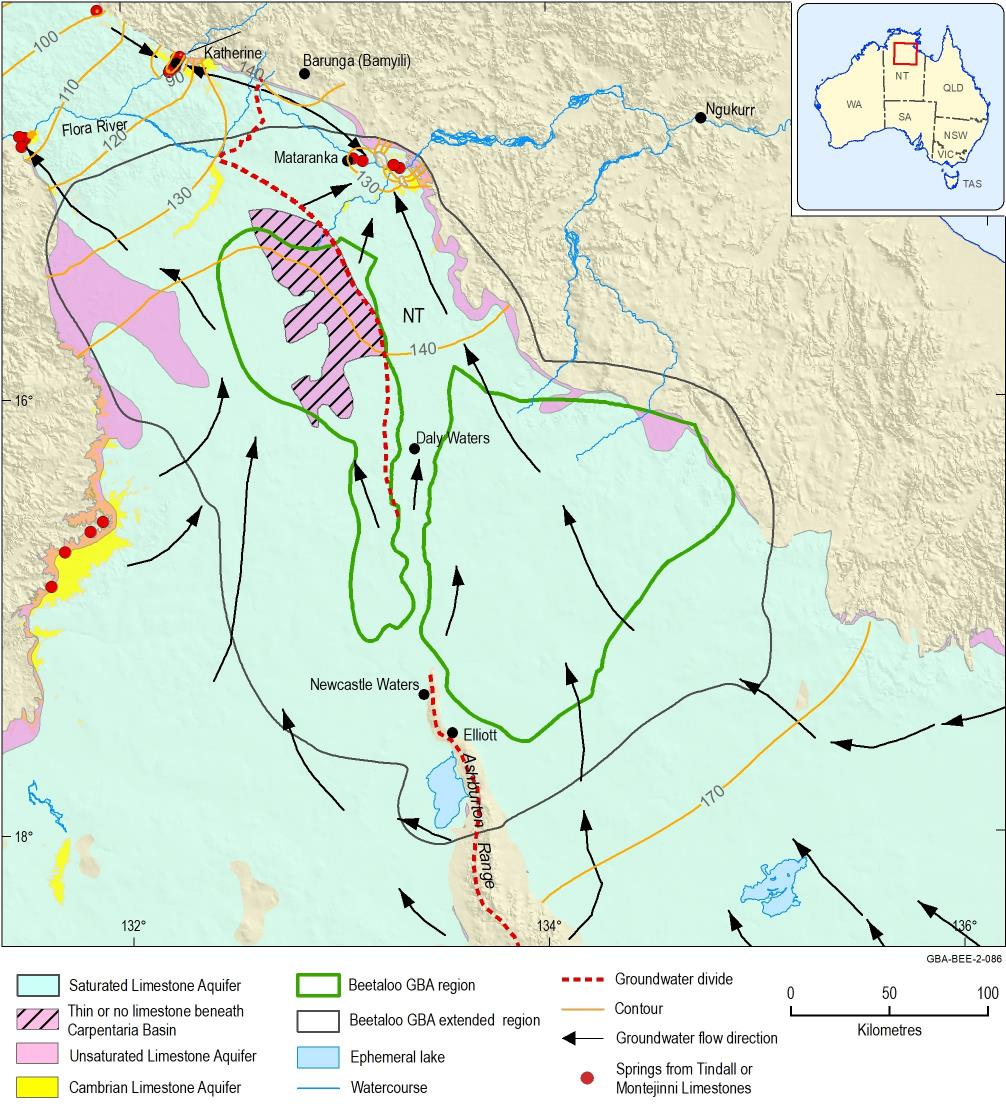 100
Katherine
140
90
Barunga (Bamyili)
110
Ngukurr
Flora River
120
Mataranka
130
130
NT
140
16°
Daly Waters
Newcastle Waters
Elliott
Ashburton Range
170
18°
132°
134°
136°
NT
QLD
WA
SA
NSW
VIC
TAS
GBA-BEE-2-086
Saturated Limestone Aquifer
Thin or no limestone beneath
Carpentaria Basin
Unsaturated Limestone Aquifer
Cambrian Limestone Aquifer
Beetaloo GBA region
Beetaloo GBA extended region
Ephemeral lake
Watercourse
Groundwater divide
Contour
Groundwater flow direction
Springs from Tindall or
Montejinni Limestones
0 50 100
Kilometres